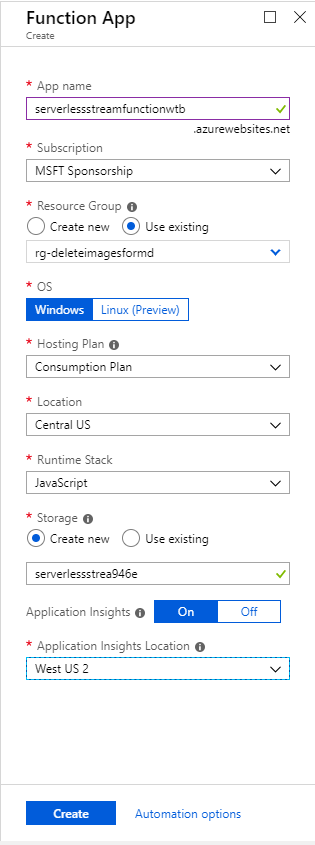 Function App
Create
* App name
serverlessstreamfunctionwtb
.azurewebsites.net
* Subscription
MSFT Sponsorship
* Resource Group
Create new Use existing
rg-deleteimagesformd
* OS
Windows Linux (Preview)
* Hosting Plan
Consumption Plan
* Location
Central US
* Runtime Stack
JavaScript
* Storage
Create new Use existing
serverlessstrea946e
Application Insights On Off
* Application Insights Location
West US 2
Create Automation options